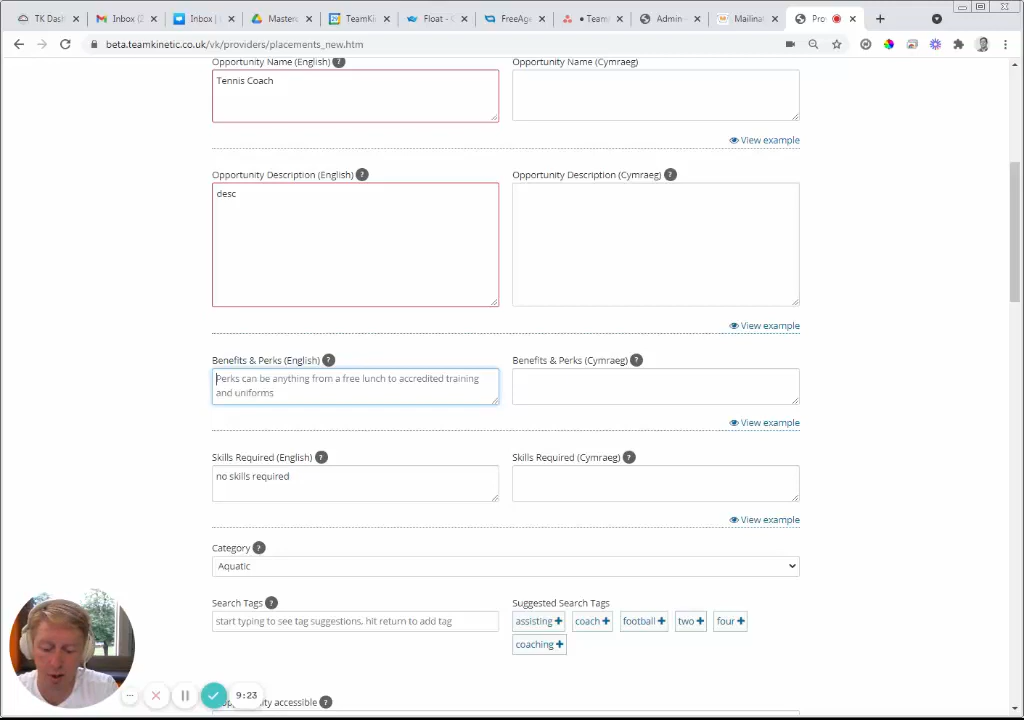 TK Dash
Inbox (2
Inbox |
Master
TeamKi
Float -
FreeAge
Team
Admin
Mailina
Pro
beta.teamkinetic.co.uk/vk/providers/placements_new.htm
Opportunity Name (English) ?
Opportunity Name (Cymraeg)
Tennis Coach
View example
Opportunity Description (English) ?
Opportunity Description (Cymraeg) ?
desc
View example
Benefits & Perks (English) ?
Benefits & Perks (Cymraeg) ?
Perks can be anything from a free lunch to accredited training
and uniforms
View example
Skills Required (English) ?
Skills Required (Cymraeg) ?
no skills required
View example
Category ?
Aquatic
Search Tags ?
Suggested Search Tags
start typing to see tag suggestions, hit return to add tag
assisting + coach + football + two + four +
coaching +
accessible ?
9:23